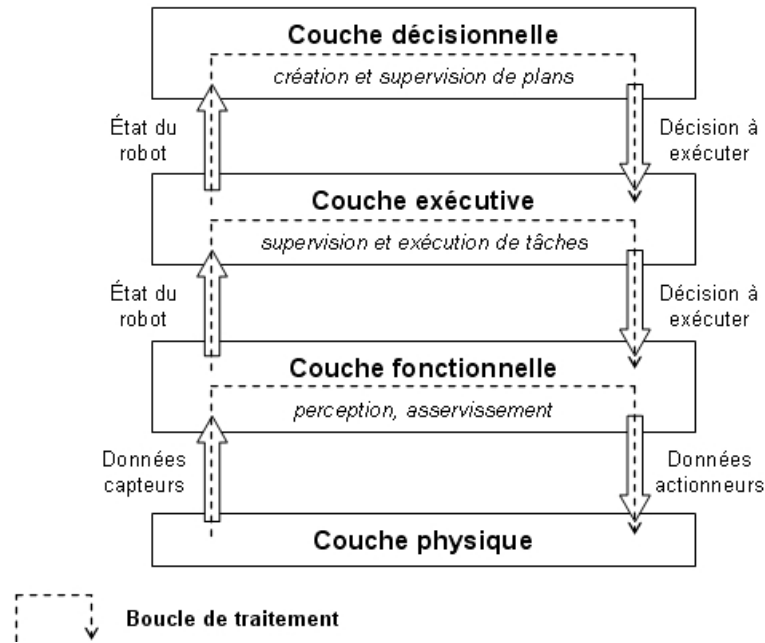 Couche décisionnelle
création et supervision de plans
État du
robot
Décision à
exécuter
Couche exécutive
supervision et exécution de tâches
État du
robot
Décision à
exécuter
Couche fonctionnelle
perception, asservissement
Données
capteurs
Données
actionneurs
Couche physique
Boucle de traitement